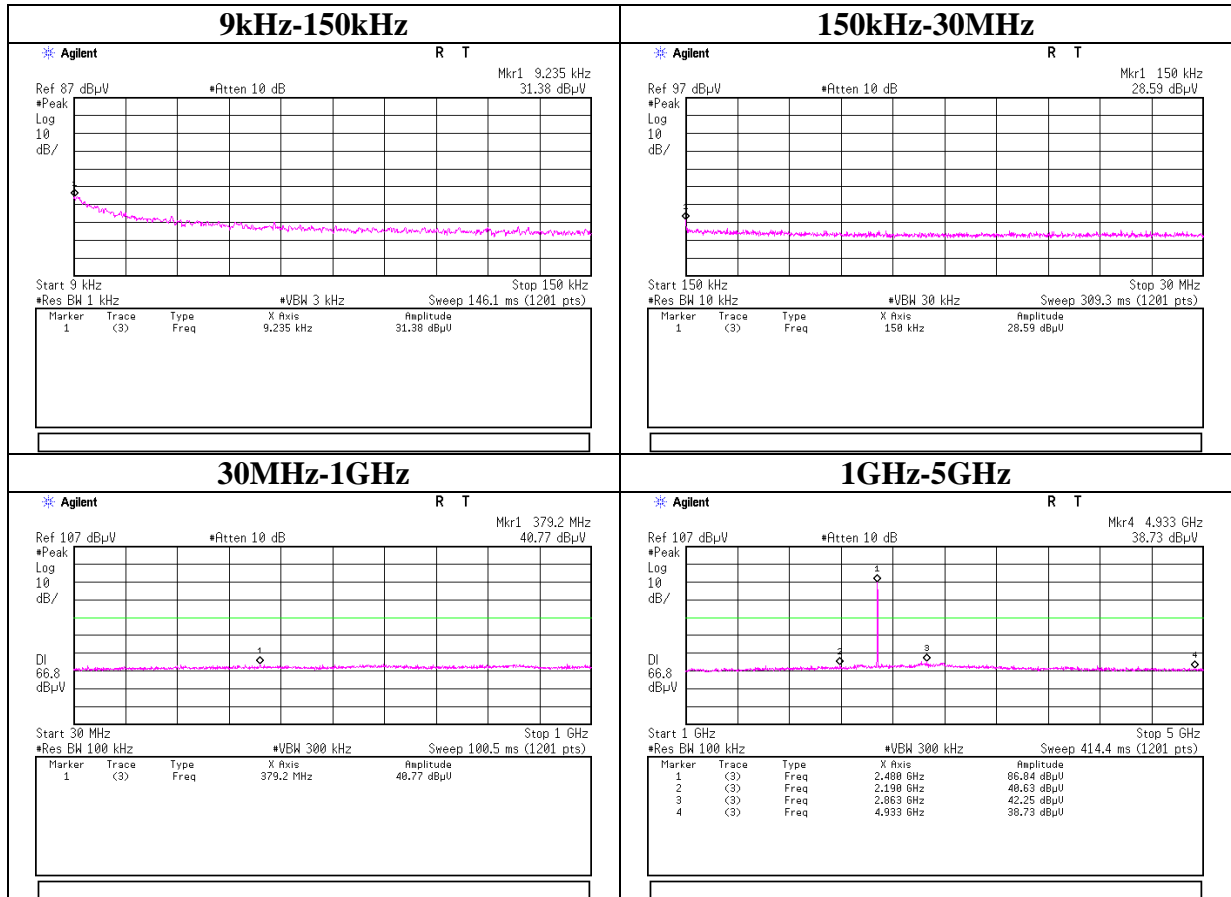 9kHz-150kHz
Agilent R T
Mkr1 9.235 kHz
Ref 87 dBµV #Atten 10 dB 31.38 dBµV
#Peak
Log
10
dB/
1
Start 9 kHz Stop 150 kHz
#Res BW 1 kHz #VBW 3 kHz Sweep 146.1 ms (1201 pts)
Marker Trace Type X Axis Amplitude
1 (3) Freq 9.235 kHz 31.38 dBµV
150kHz-30MHz
Agilent R T
Mkr1 150 kHz
Ref 97 dBµV #Atten 10 dB 28.59 dBµV
#Peak
Log
10
dB/
1
Start 150 kHz Stop 30 MHz
#Res BW 10 kHz #VBW 30 kHz Sweep 309.3 ms (1201 pts)
Marker Trace Type X Axis Amplitude
1 (3) Freq 150 kHz 28.59 dBµV
30MHz-1GHz
Agilent R T
Mkr1 379.2 MHz
Ref 107 dBµV #Atten 10 dB 40.77 dBµV
#Peak
Log
10
dB/
1
DI
66.8
dBµV
Start 30 MHz Stop 1 GHz
#Res BW 100 kHz #VBW 300 kHz Sweep 100.5 ms (1201 pts)
Marker Trace Type X Axis Amplitude
1 (3) Freq 379.2 MHz 40.77 dBµV
1GHz-5GHz
Agilent R T
Mkr4 4.933 GHz
Ref 107 dBµV #Atten 10 dB 38.73 dBµV
#Peak
Log
10
dB/
1
2 3 4
DI
66.8
dBµV
Start 1 GHz Stop 5 GHz
#Res BW 100 kHz #VBW 300 kHz Sweep 414.4 ms (1201 pts)
Marker Trace Type X Axis Amplitude
1 (3) Freq 2.480 GHz 86.84 dBµV
2 (3) Freq 2.190 GHz 40.63 dBµV
3 (3) Freq 2.863 GHz 42.25 dBµV
4 (3) Freq 4.933 GHz 38.73 dBµV